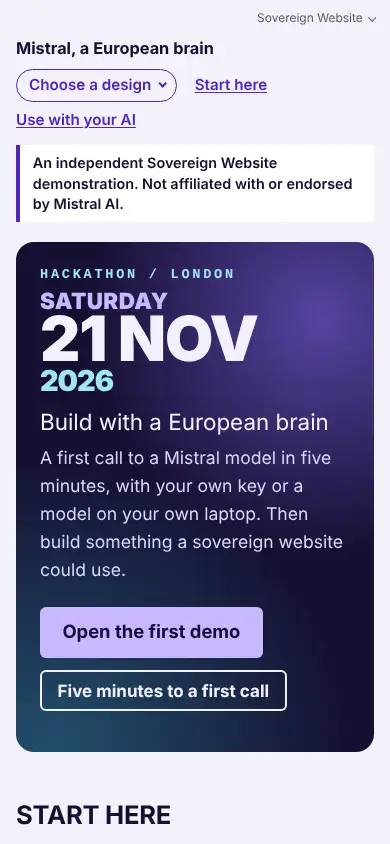 Sovereign Website
Mistral, a European brain
Choose a design
Start here
Use with your AI
An independent Sovereign Website
demonstration. Not affiliated with or endorsed
by Mistral AI.
HACKATHON / LONDON
SATURDAY
21 NOV
2026
Build with a European brain
A first call to a Mistral model in five
minutes, with your own key or a
model on your own laptop. Then
build something a sovereign website
could use.
Open the first demo
Five minutes to a first call
START HERE